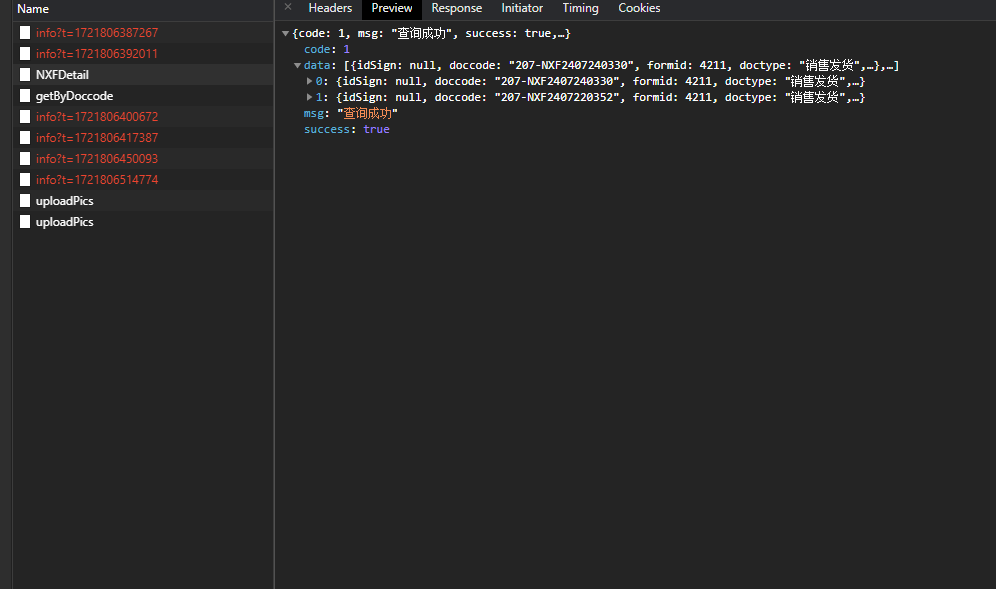 Name
info?t=1721806387267
info?t=1721806392011
NXFDetail
getByDoccode
info?t=1721806400672
info?t=1721806417387
info?t=1721806450093
info?t=1721806514774
uploadPics
uploadPics
× Headers Preview Response Initiator Timing Cookies
{code: 1, msg: "查询成功", success: true,…}
code: 1
data: [{idSign: null, doccode: "207-NXF2407240330", formid: 4211, doctype: "销售发货",…},…]
0: {idSign: null, doccode: "207-NXF2407240330", formid: 4211, doctype: "销售发货",…}
1: {idSign: null, doccode: "207-NXF2407220352", formid: 4211, doctype: "销售发货",…}
msg: "查询成功"
success: true